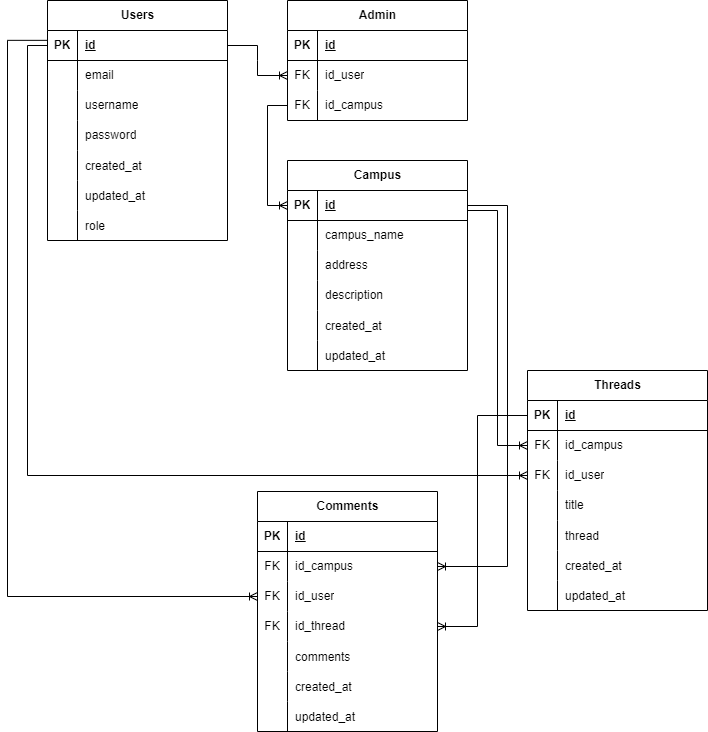 Users
PK id
email
username
password
created_at
updated_at
role
Admin
PK id
FK id_user
FK id_campus
Campus
PK id
campus_name
address
description
created_at
updated_at
Threads
PK id
FK id_campus
FK id_user
title
thread
created_at
updated_at
Comments
PK id
FK id_campus
FK id_user
FK id_thread
comments
created_at
updated_at